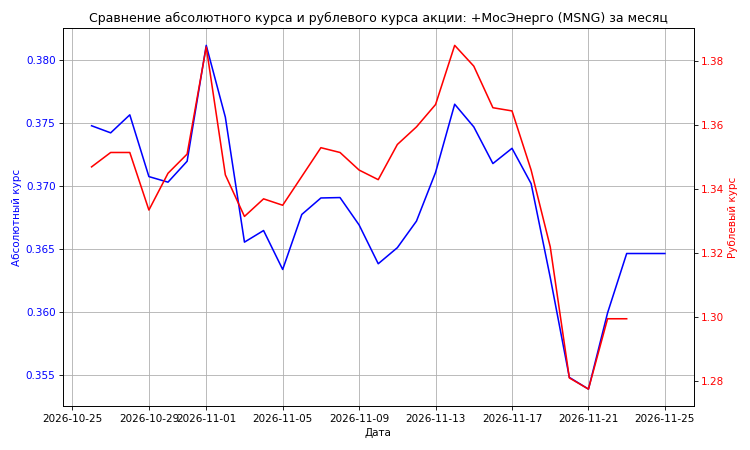 Сравнение абсолютного курса и рублевого курса акции: +МосЭнерго (MSNG) за месяц
0.380
0.375
0.370
0.365
0.360
0.355
Абсолютный курс
1.38
1.36
1.34
1.32
1.30
1.28
Рублевый курс
2026-10-25 2026-10-29 2026-11-01 2026-11-05 2026-11-09 2026-11-13 2026-11-17 2026-11-21 2026-11-25
Дата